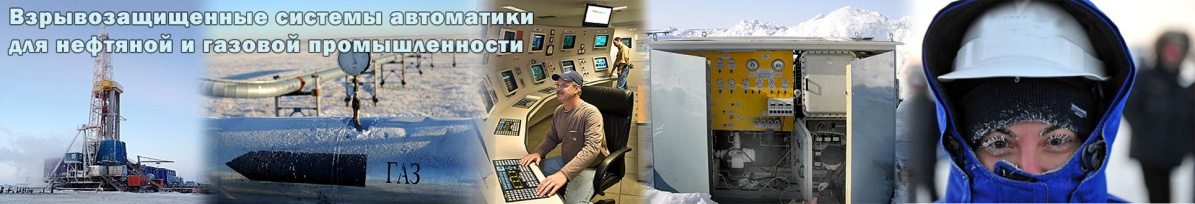 Взрывозащищенные системы автоматики
для нефтяной и газовой промышленности
ГАЗ